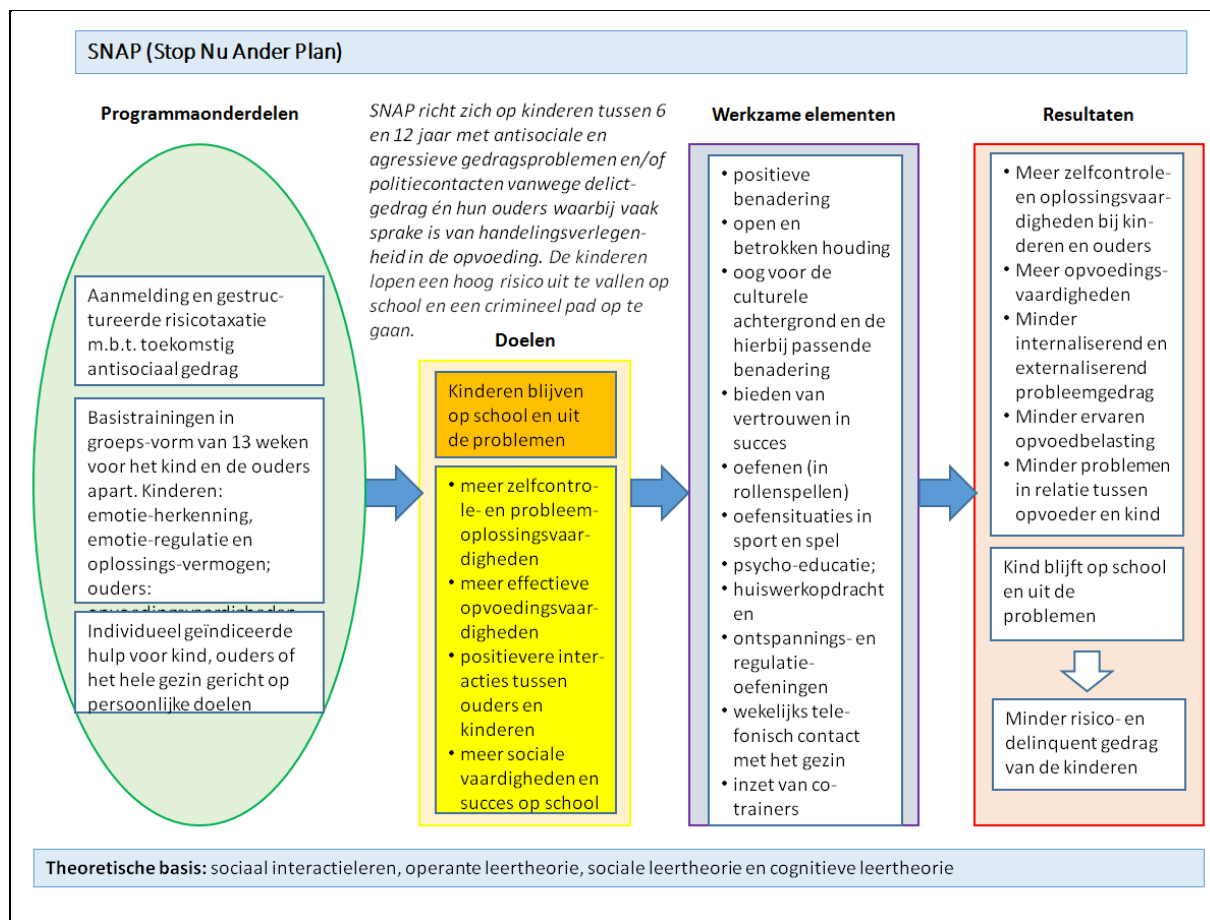 SNAP (Stop Nu Ander Plan)
Programmaonderdelen
Aanmelding en gestruc-
tureerde risicotaxatie
m.b.t. toekomstig
antisociaal gedrag
Basistrainingen in
groeps-vorm van 13 weken
voor het kind en de ouders
apart. Kinderen:
emotie-herkenning,
emotie-regulatie en
oplossings-vermogen;
ouders:
opvoedingsvaardigheden
Individueel geïndiceerde
hulp voor kind, ouders of
het hele gezin gericht op
persoonlijke doelen
SNAP richt zich op kinderen tussen 6
en 12 jaar met antisociale en
agressieve gedragsproblemen en/of
politiecontacten vanwege delict-
gedrag én hun ouders waarbij vaak
sprake is van handelingsverlegen-
heid in de opvoeding. De kinderen
lopen een hoog risico uit te vallen op
school en een crimineel pad op te
gaan.
Doelen
Kinderen blijven
op school en uit
de problemen
• meer zelfcontro-
le- en probleem-
oplossingsvaar-
digheden
• meer effectieve
opvoedingsvaar-
digheden
• positievere inter-
acties tussen
ouders en
kinderen
• meer sociale
vaardigheden en
succes op school
Werkzame elementen
• positieve
benadering
• open en
betrokken houding
• oog voor de
culturele
achtergrond en de
hierbij passende
benadering
• bieden van
vertrouwen in
succes
• oefenen (in
rollenspellen)
• oefensituaties in
sport en spel
• psycho-educatie;
• huiswerkopdracht
en
• ontspannings- en
regulatie-
oefeningen
• wekelijks tele-
fonisch contact
met het gezin
• inzet van co-
trainers
Resultaten
• Meer zelfcontrole-
en oplossingsvaar-
digheden bij kin-
deren en ouders
• Meer opvoedings-
vaardigheden
• Minder
internaliserend en
externaliserend
probleemgedrag
• Minder ervaren
opvoedbelasting
• Minder problemen
in relatie tussen
opvoeder en kind
Kind blijft op school
en uit de
problemen
Minder risico- en
delinquent gedrag
van de kinderen
Theoretische basis: sociaal interactieleren, operante leertheorie, sociale leertheorie en cognitieve leertheorie